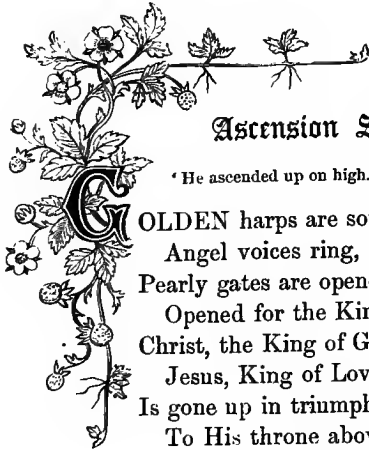 Ascension S
'He ascended up on high.
GOLDEN harps are sou
Angel voices ring,
Pearly gates are open
Opened for the Kin
Christ, the King of G
Jesus, King of Lov
Is gone up in triumph
To His throne abov